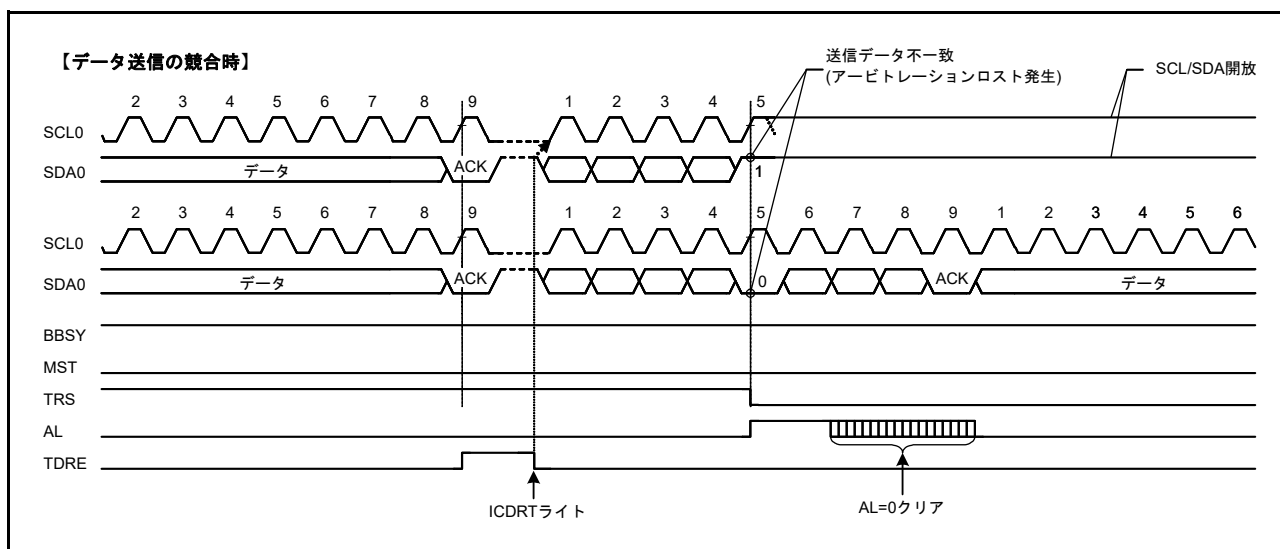 【データ送信の競合時】
送信データ不一致
(アービトレーションロスト発生)
SCL/SDA開放
2 3 4 5 6 7 8 9 1 2 3 4 5
SCL0
SDA0 データ ACK 1
2 3 4 5 6 7 8 9 1 2 3 4 5 6 7 8 9 1 2 3 4 5 6
SCL0
SDA0 データ ACK 0 ACK データ
BBSY
MST
TRS
AL
TDRE
ICDRTライト
AL=0クリア